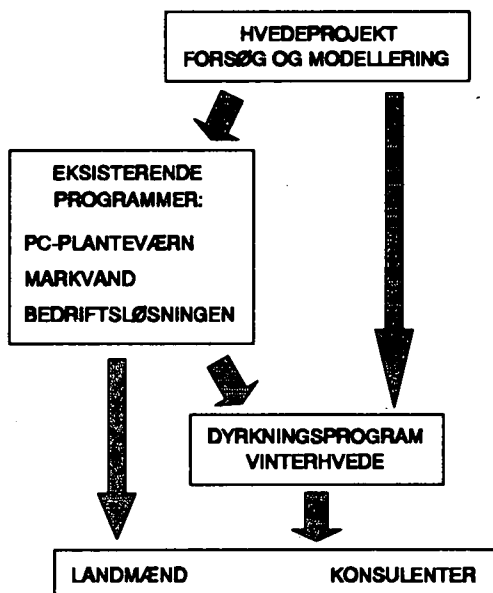 HVEDEPROJEKT
FORSØG OG MODELLERING
EKSISTERENDE
PROGRAMMER:
PC-PLANTEVÆRN
MARKVAND
BEDRIFTSLØSNINGEN
DYRKNINGSPROGRAM
VINTERHVEDE
LANDMÆND KONSULENTER